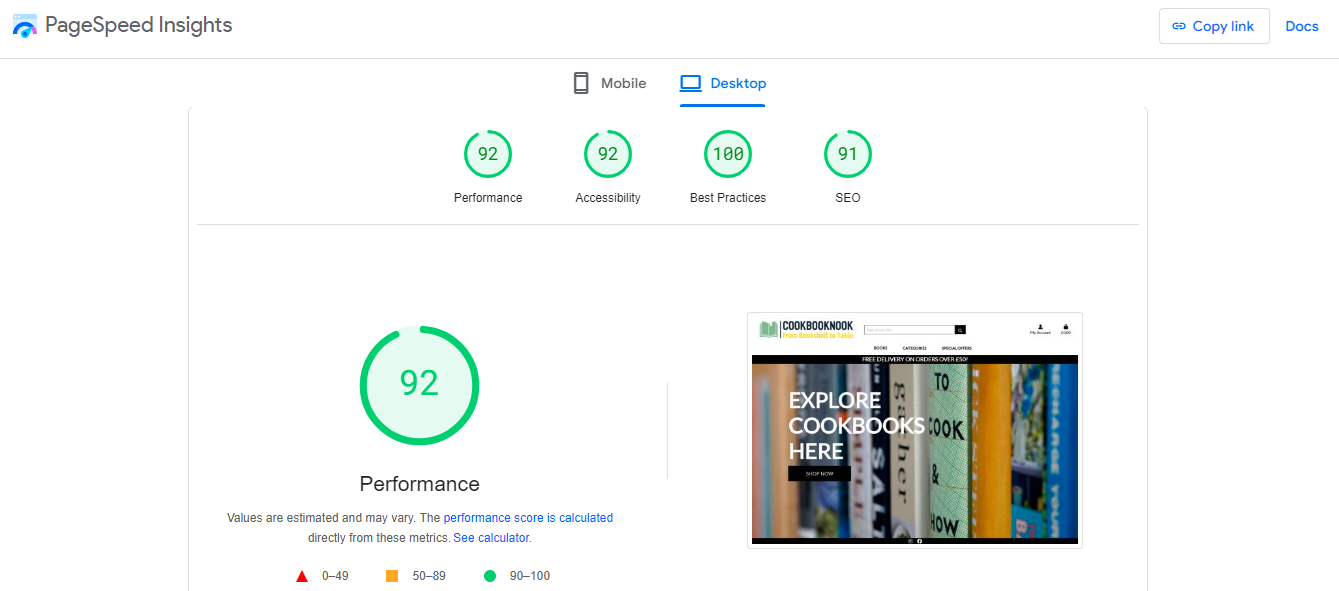 PageSpeed Insights
Copy link
Docs
Mobile
Desktop
92
92
100
91
Performance
Accessibility
Best Practices
SEO
92
Performance
Values are estimated and may vary. The performance score is calculated
directly from these metrics. See calculator.
0–49
50–89
90–100
COOKBOOKNOOK
From Bookshelf to Table
My Account
BOOKS
CATEGORIES
SPECIAL OFFERS
FREE DELIVERY ON ORDERS OVER £50!
EXPLORE
COOKBOOKS
HERE
SHOP NOW
gather
SALT
TO
COOK
&
HOW